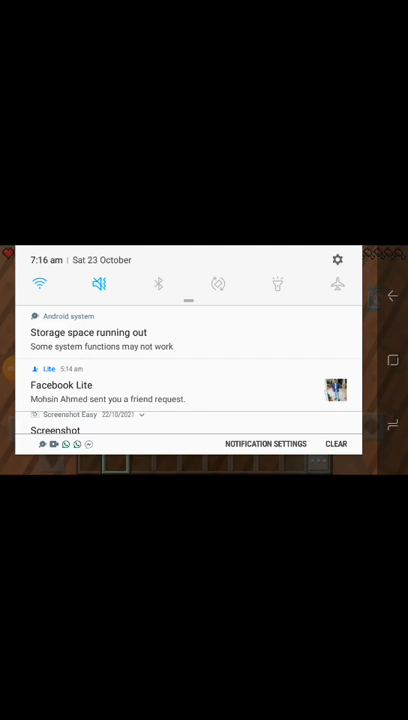 7:16 am | Sat 23 October
Android system
Storage space running out
Some system functions may not work
Lite 5:14 am
Facebook Lite
Mohsin Ahmed sent you a friend request.
Screenshot Easy 22/10/2021
Screenshot
NOTIFICATION SETTINGS CLEAR